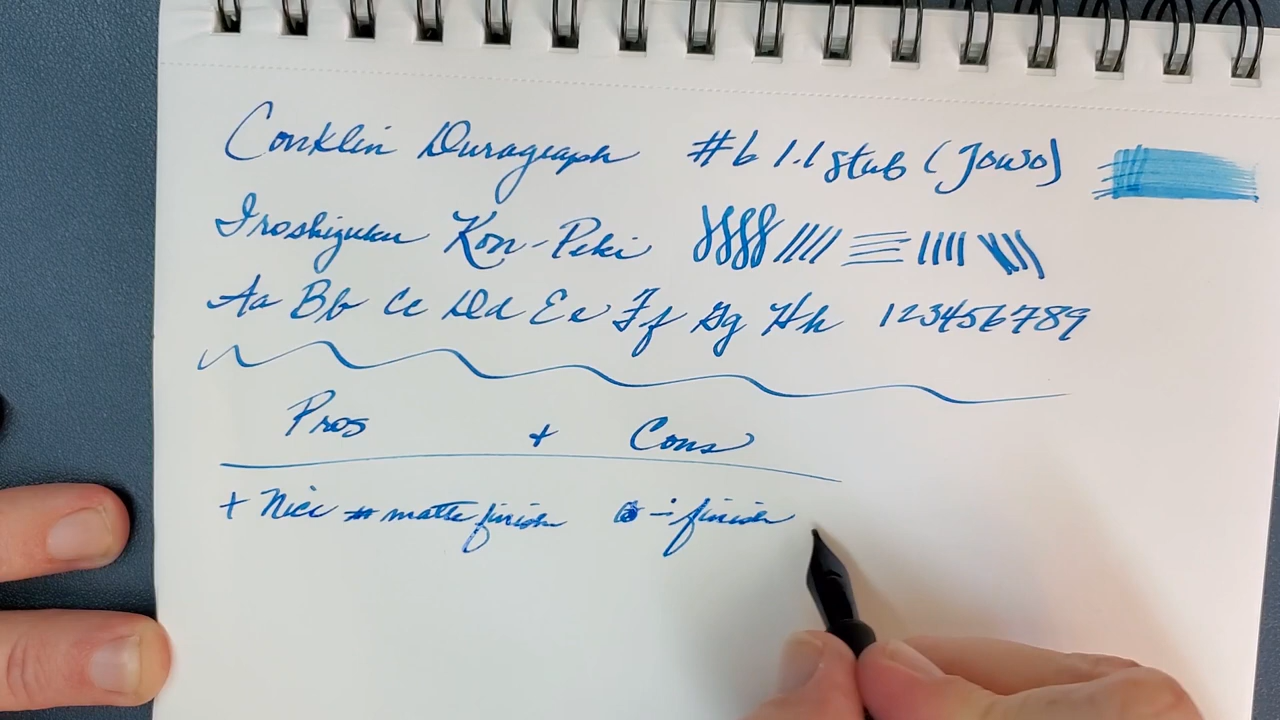 Conklin Duragraph #6 1.1 stub (Jowo)
Iroshizuku Kon-Peki
Aa Bb Cc Dd Ee Ff Gg Hh 123456789
Pros + Cons
+ Nice matte finish - finish